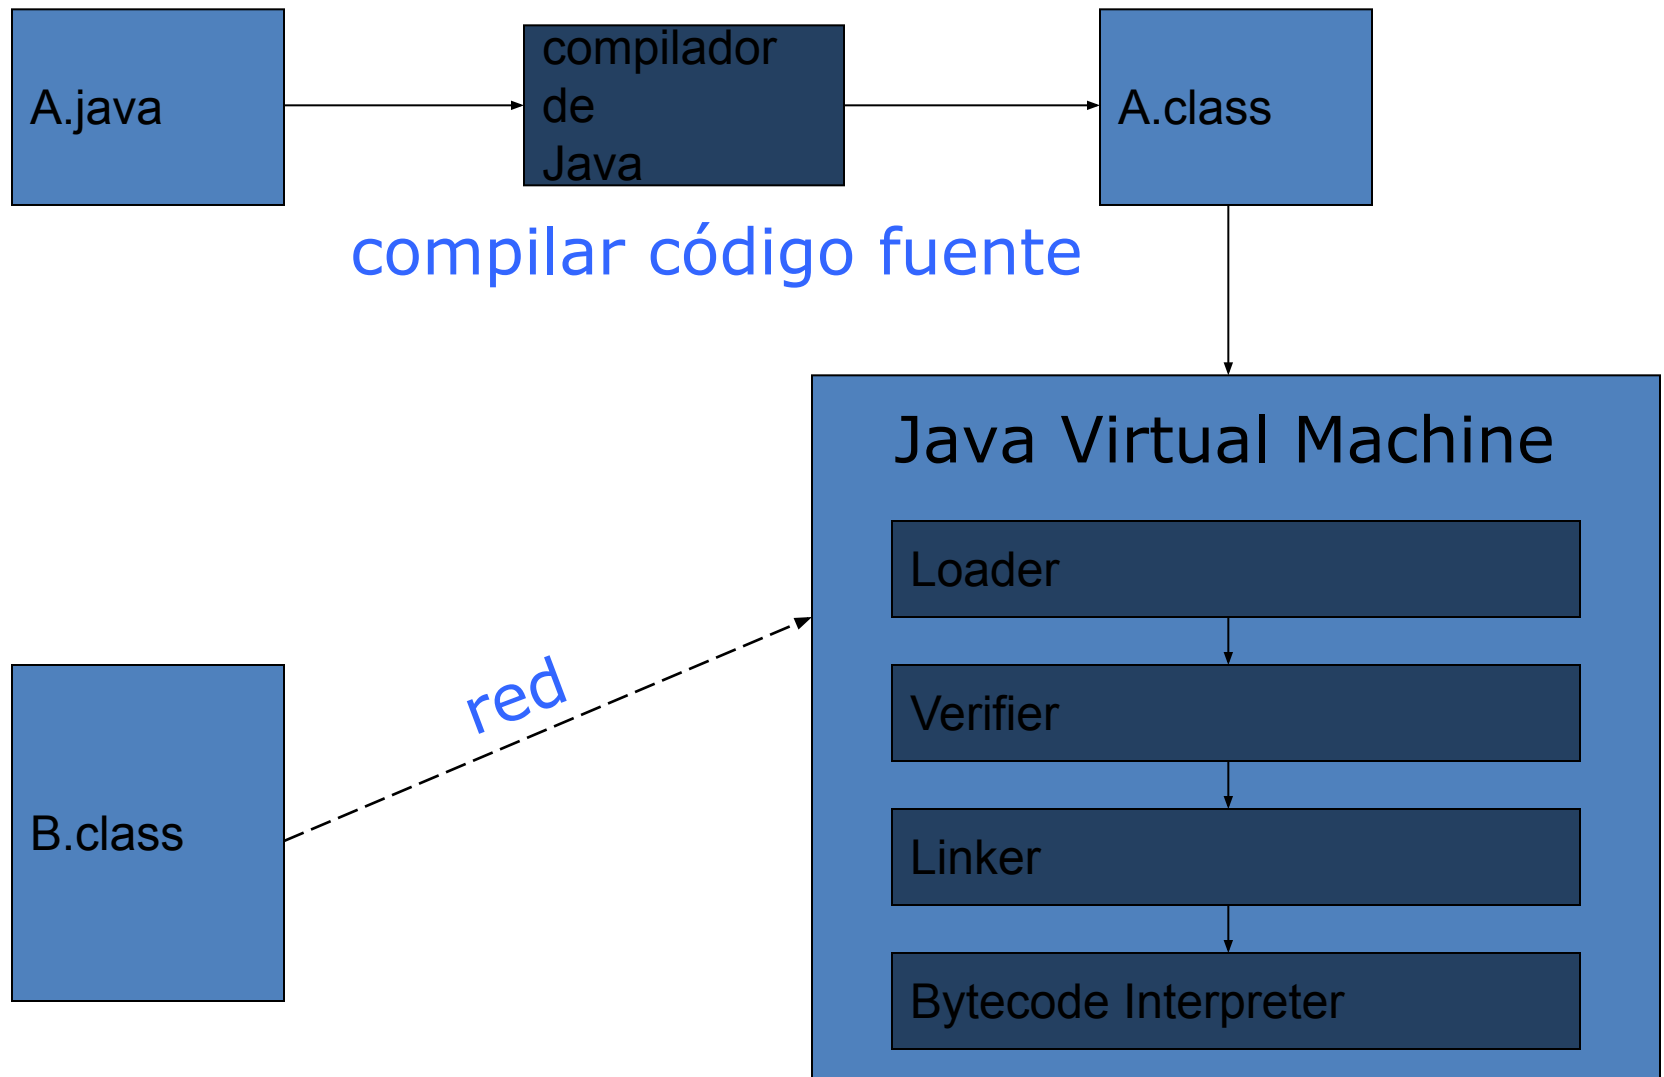 A.java
compilador
de
Java
A.class
compilar código fuente
Java Virtual Machine
Loader
red
Verifier
B.class
Linker
Bytecode Interpreter